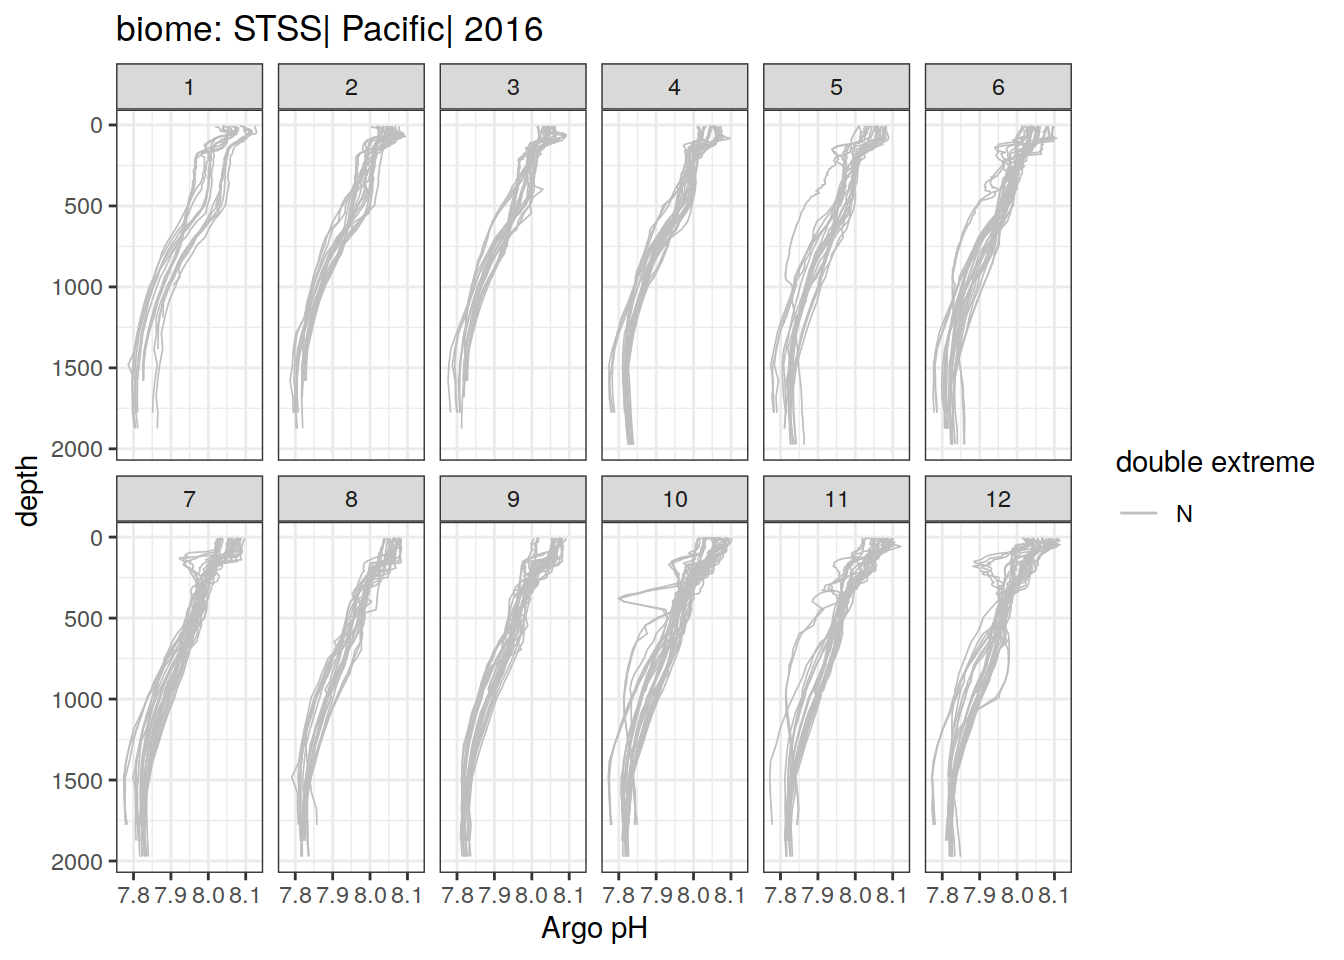 biome: STSS| Pacific| 2016
1 2 3 4 5 6
0
500
1000
1500
2000
7 8 9 10 11 12
0
500
1000
1500
2000
7.8 7.9 8.0 8.1 7.8 7.9 8.0 8.1 7.8 7.9 8.0 8.1 7.8 7.9 8.0 8.1 7.8 7.9 8.0 8.1 7.8 7.9 8.0 8.1
Argo pH
depth
double extreme
N